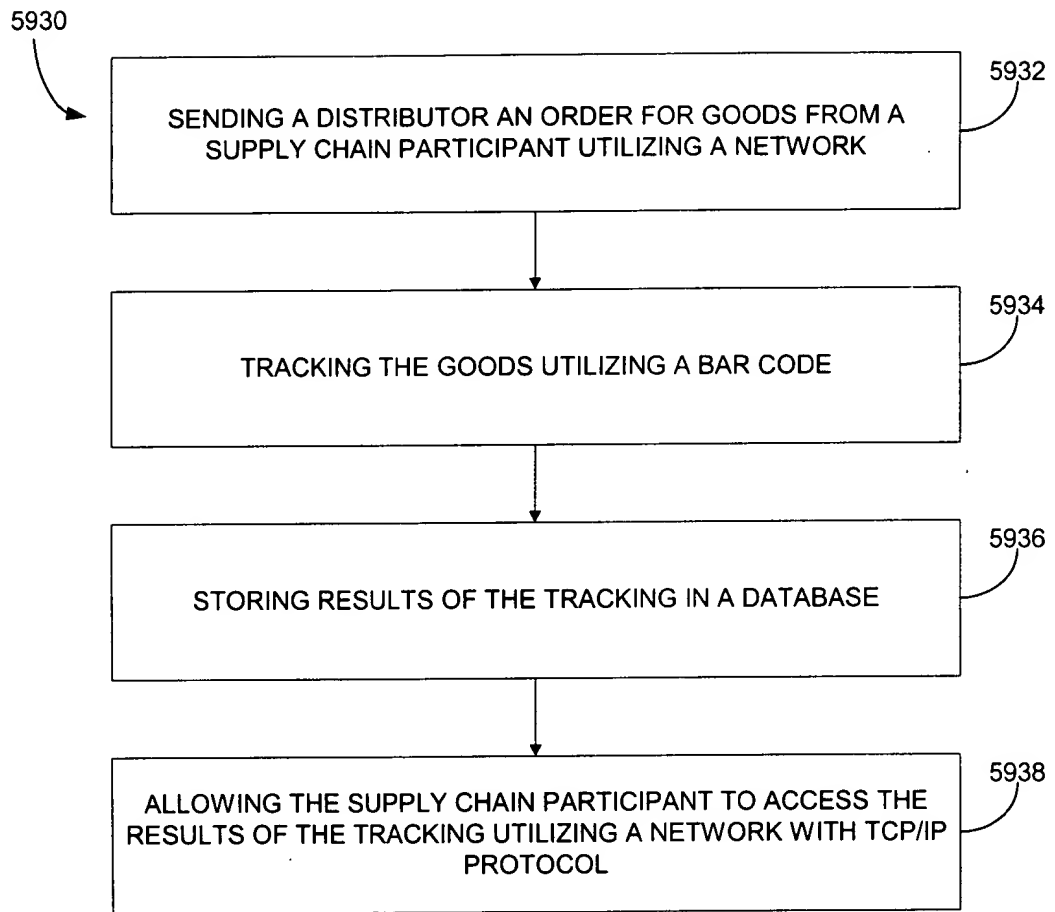 5930
5932
SENDING A DISTRIBUTOR AN ORDER FOR GOODS FROM A
SUPPLY CHAIN PARTICIPANT UTILIZING A NETWORK
5934
TRACKING THE GOODS UTILIZING A BAR CODE
5936
STORING RESULTS OF THE TRACKING IN A DATABASE
5938
ALLOWING THE SUPPLY CHAIN PARTICIPANT TO ACCESS THE
RESULTS OF THE TRACKING UTILIZING A NETWORK WITH TCP/IP
PROTOCOL